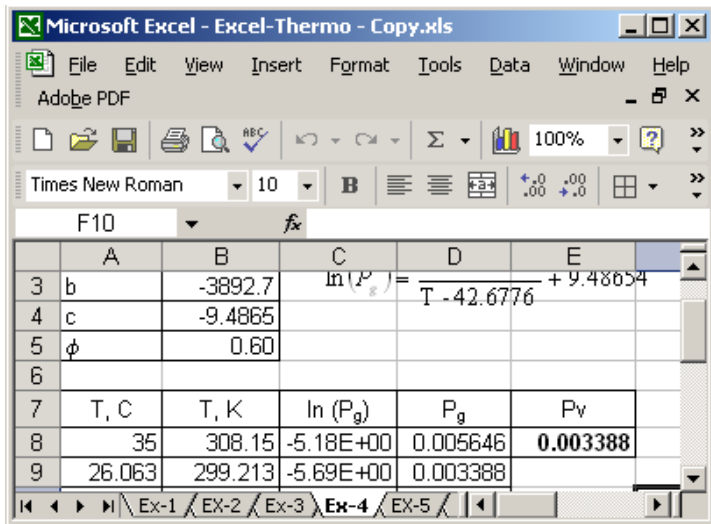 Microsoft Excel - Excel-Thermo - Copy.xls
File Edit View Insert Format Tools Data Window Help
Adobe PDF
ABC Σ 100% ?
Times New Roman 10 B
F10 fx
A B C D E
3 b -3892.7 ln(Pg)= T - 42.6776 + 9.48654
4 c -9.4865
5 ϕ 0.60
6
7 T, C T, K ln (Pg) Pg Pv
8 35 308.15 -5.18E+00 0.005646 0.003388
9 26.063 299.213 -5.69E+00 0.003388
Ex-1 EX-2 Ex-3 Ex-4 EX-5